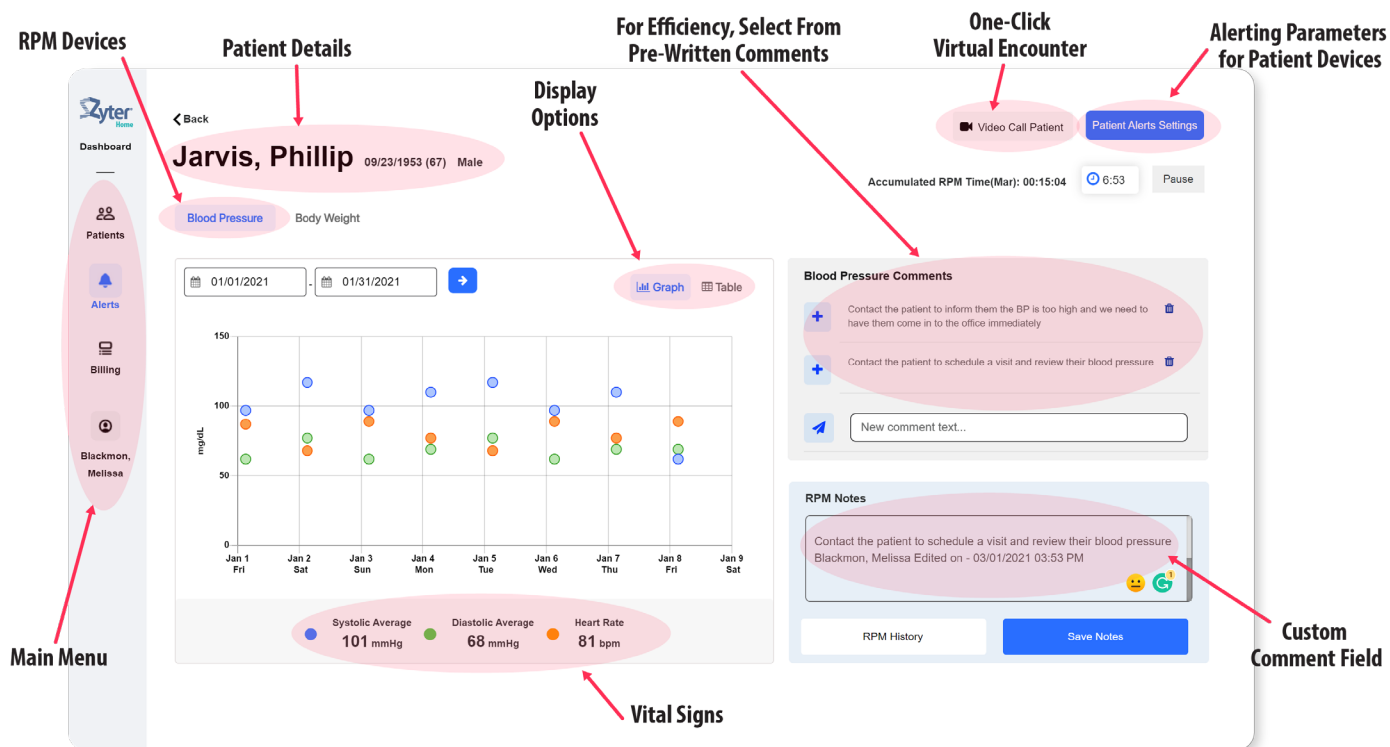 RPM Devices
Patient Details
For Efficiency, Select From
Pre-Written Comments
One-Click
Virtual Encounter
Alerting Parameters
for Patient Devices
Display
Options
Zyter
Home
Dashboard
Patients
Alerts
Billing
Blackmon,
Melissa
Main Menu
Back
Video Call Patient
Patient Alerts Settings
Jarvis, Phillip 09/23/1953 (67) Male
Accumulated RPM Time(Mar): 00:15:04
6:53
Pause
Blood Pressure
Body Weight
01/01/2021 - 01/31/2021
Graph
Table
mg/dL
150
100
50
0
Jan 1 Jan 2 Jan 3 Jan 4 Jan 5 Jan 6 Jan 7 Jan 8 Jan 9
Fri Sat Sun Mon Tue Wed Thu Fri Sat
Systolic Average Diastolic Average Heart Rate
101 mmHg 68 mmHg 81 bpm
Vital Signs
Blood Pressure Comments
Contact the patient to inform them the BP is too high and we need to
have them come in to the office immediately
Contact the patient to schedule a visit and review their blood pressure
New comment text...
RPM Notes
Contact the patient to schedule a visit and review their blood pressure
Blackmon, Melissa Edited on - 03/01/2021 03:53 PM
G 1
RPM History
Save Notes
Custom
Comment Field